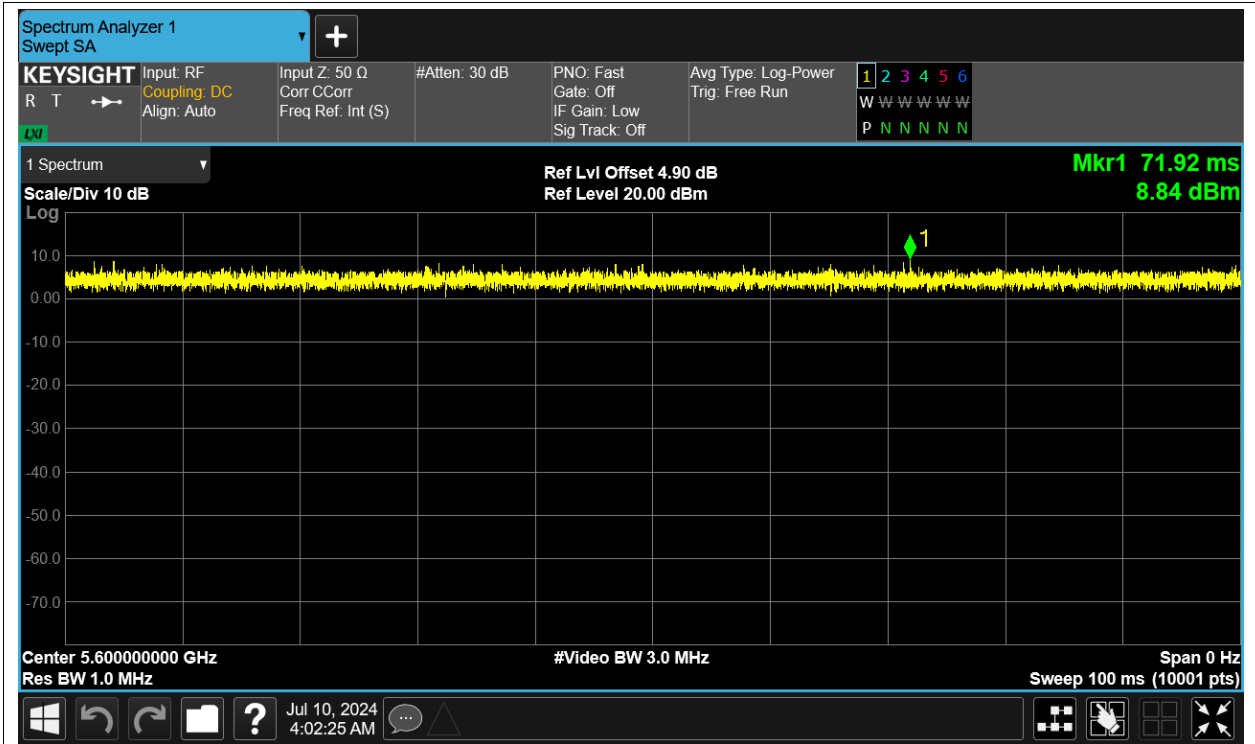 Spectrum Analyzer 1
Swept SA
KEYSIGHT
R T
LXI
Input: RF
Coupling: DC
Align: Auto
Input Z: 50 Ω
Corr CCorr
Freq Ref: Int (S)
#Atten: 30 dB
PNO: Fast
Gate: Off
IF Gain: Low
Sig Track: Off
Avg Type: Log-Power
Trig: Free Run
1 2 3 4 5 6
W W W W W W
P N N N N N
1 Spectrum
Scale/Div 10 dB
Log
Ref Lvl Offset 4.90 dB
Ref Level 20.00 dBm
Mkr1 71.92 ms
8.84 dBm
1
10.0
0.00
-10.0
-20.0
-30.0
-40.0
-50.0
-60.0
-70.0
Center 5.600000000 GHz
Res BW 1.0 MHz
#Video BW 3.0 MHz
Span 0 Hz
Sweep 100 ms (10001 pts)
?
Jul 10, 2024
4:02:25 AM